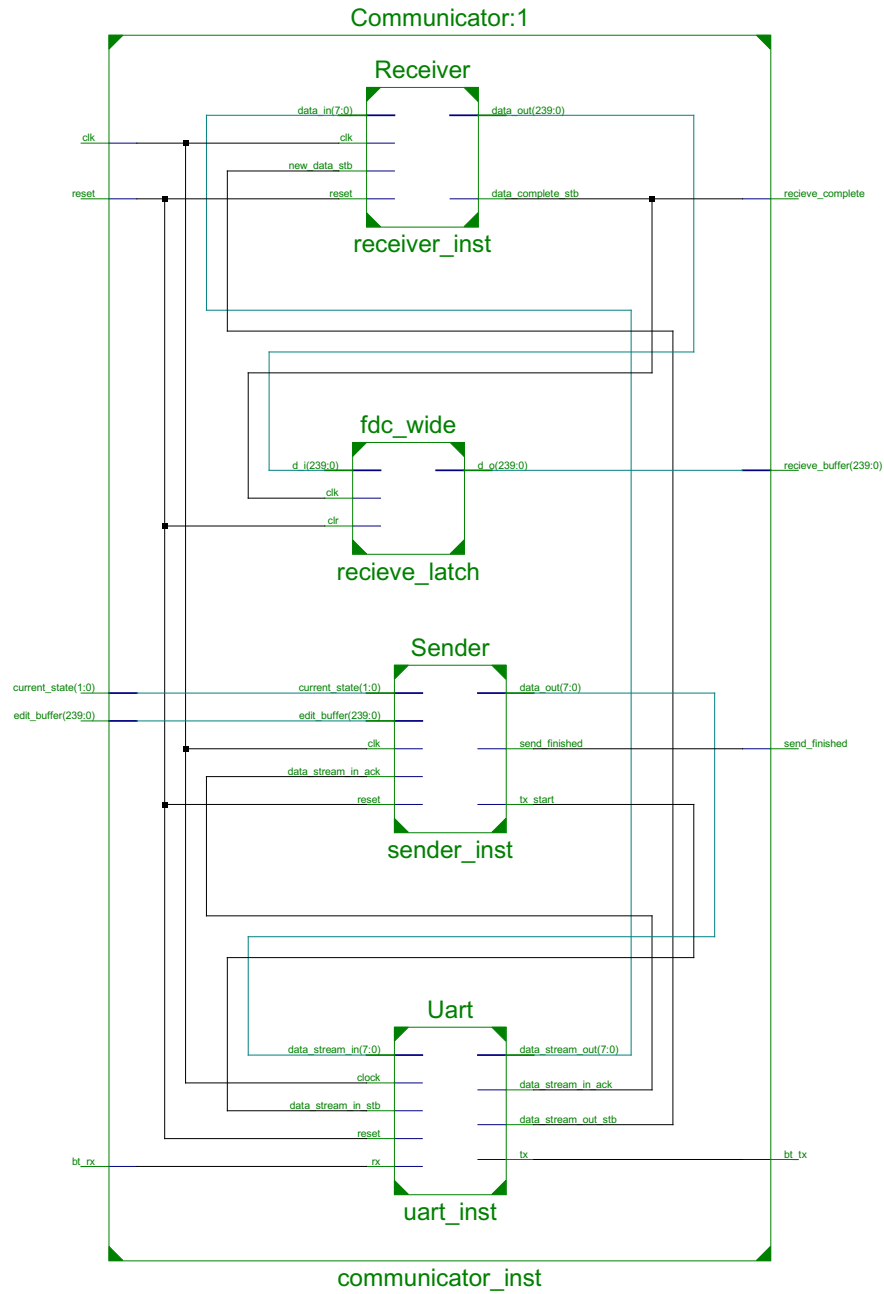 Communicator:1
Receiver
data_in(7:0)
data_out(239:0)
clk
clk
new_data_stb
reset
reset
data_complete_stb
recieve_complete
receiver_inst
fdc_wide
d_i(239:0)
d_o(239:0)
recieve_buffer(239:0)
clk
clr
recieve_latch
Sender
current_state(1:0)
current_state(1:0)
data_out(7:0)
edit_buffer(239:0)
edit_buffer(239:0)
clk
send_finished
send_finished
data_stream_in_ack
reset
tx_start
sender_inst
Uart
data_stream_in(7:0)
data_stream_out(7:0)
clock
data_stream_in_ack
data_stream_in_stb
data_stream_out_stb
reset
bt_rx
rx
tx
bt_tx
uart_inst
communicator_inst